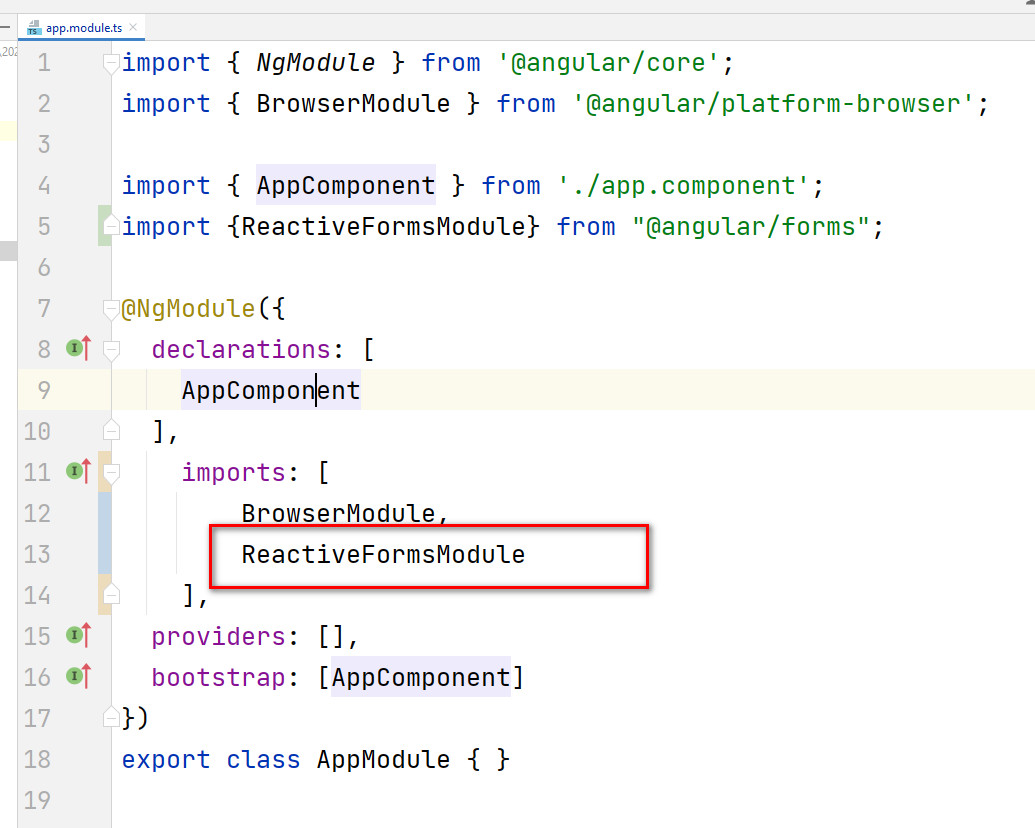 app.module.ts
,202
1 import { NgModule } from '@angular/core';
2 import { BrowserModule } from '@angular/platform-browser';
3
4 import { AppComponent } from './app.component';
5 import {ReactiveFormsModule} from "@angular/forms";
6
7 @NgModule({
8 declarations: [
9 AppComponent
10 ],
11 imports: [
12 BrowserModule,
13 ReactiveFormsModule
14 ],
15 providers: [],
16 bootstrap: [AppComponent]
17 })
18 export class AppModule { }
19